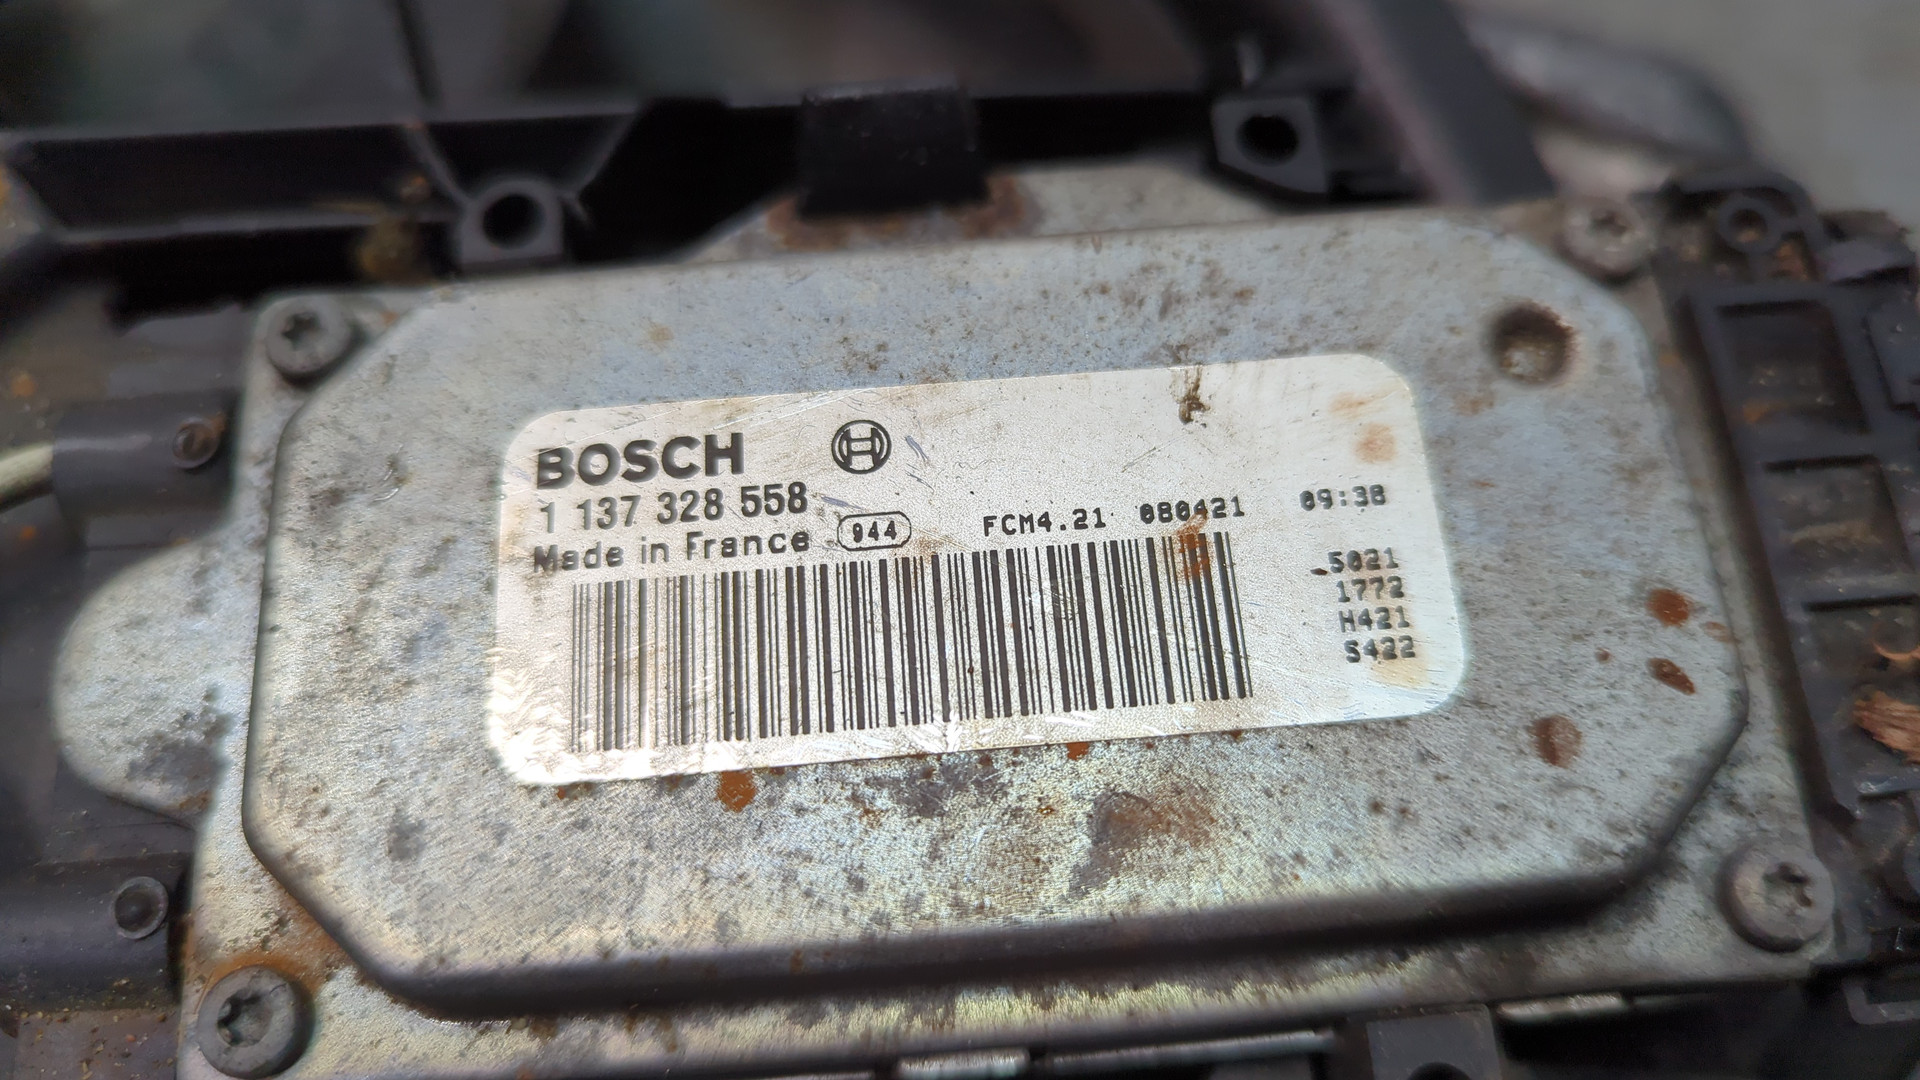 BOSCH
1 137 328 558
Made in France 944
FCM4.21 080421 09:38
5021
1772
H421
S422